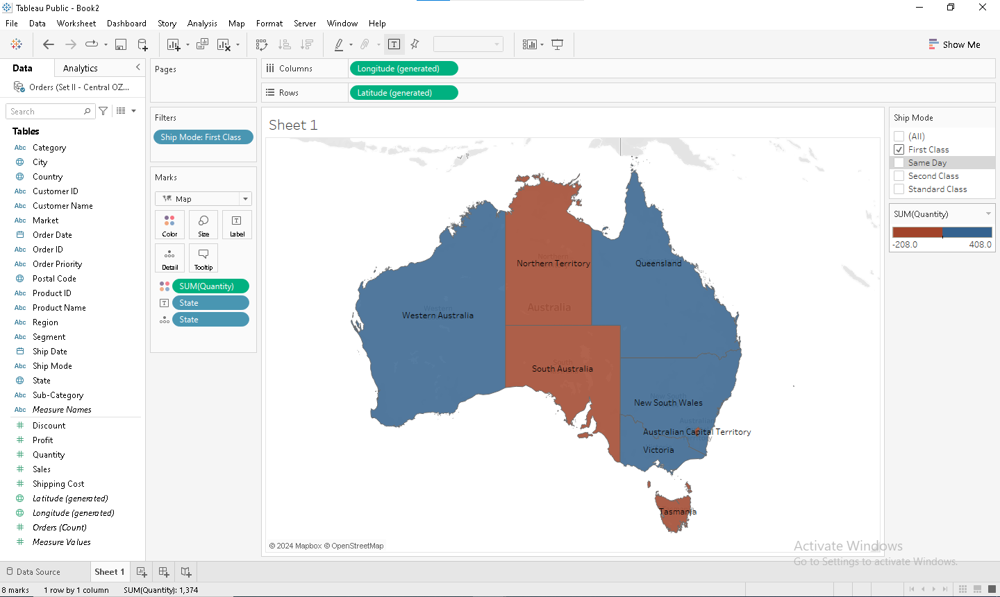 Tableau Public - Book2
File Data Worksheet Dashboard Story Analysis Map Format Server Window Help
Show Me
Data Analytics
Orders (Set II - Central OZ...
Search
Tables
Abc Category
City
Country
Abc Customer ID
Abc Customer Name
Abc Market
Order Date
Abc Order ID
Abc Order Priority
Postal Code
Abc Product ID
Abc Product Name
Abc Region
Abc Segment
Ship Date
Abc Ship Mode
State
Abc Sub-Category
Abc Measure Names
Discount
Profit
Quantity
Sales
Shipping Cost
Latitude (generated)
Longitude (generated)
Orders (Count)
Measure Values
Pages
Filters
Ship Mode: First Class
Marks
Map
Color Size Label
Detail Tooltip
SUM(Quantity)
State
State
Columns Longitude (generated)
Rows Latitude (generated)
Sheet 1
Northern
Northern Territory
Queensland
Australia
Western
Western Australia
South
South Australia
New South
New South Wales
Australian
Australian Capital Territory
Territory
Victoria
Tasmania
© 2024 Mapbox © OpenStreetMap
Ship Mode
(All)
First Class
Same Day
Second Class
Standard Class
SUM(Quantity)
-208.0 408.0
Activate Windows
Go to Settings to activate Windows.
Data Source Sheet 1
8 marks 1 row by 1 column SUM(Quantity): 1,374